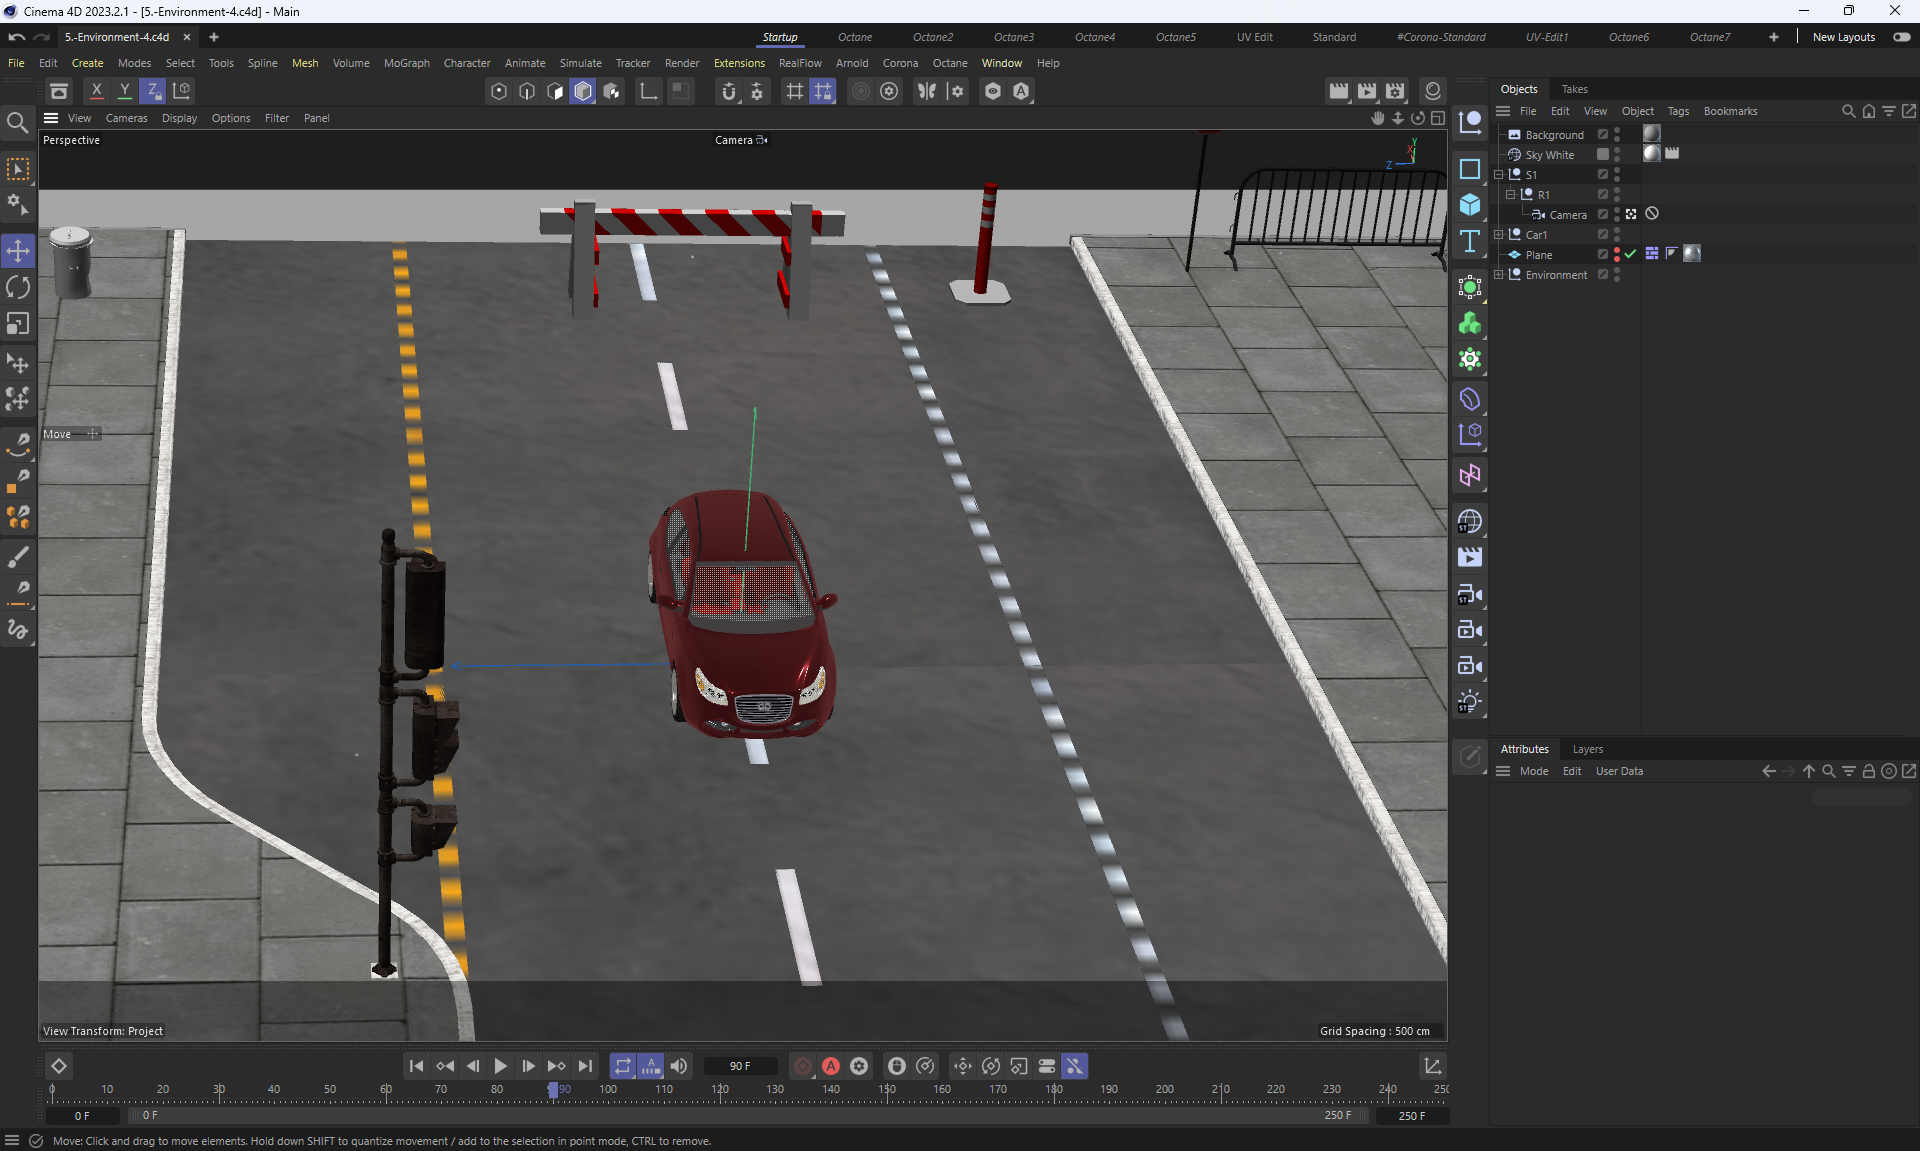 Cinema 4D 2023.2.1 - [5.-Environment-4.c4d] - Main
5.-Environment-4.c4d
Startup Octane Octane2 Octane3 Octane4 Octane5 UV Edit Standard #Corona-Standard UV-Edit1 Octane6 Octane7 New Layouts
File Edit Create Modes Select Tools Spline Mesh Volume MoGraph Character Animate Simulate Tracker Render Extensions RealFlow Arnold Corona Octane Window Help
X Y Z
View Cameras Display Options Filter Panel
Perspective
Camera
Y
X
Z
Move
View Transform: Project
Grid Spacing : 500 cm
Objects Takes
File Edit View Object Tags Bookmarks
Background
Sky White
S1
R1
Camera
Car1
Plane
Environment
ST
ST
ST
Attributes Layers
Mode Edit User Data
90 F
0 10 20 30 40 50 60 70 80 90 100 110 120 130 140 150 160 170 180 190 200 210 220 230 240 250
0 F 0 F 250 F 250 F
Move: Click and drag to move elements. Hold down SHIFT to quantize movement / add to the selection in point mode, CTRL to remove.